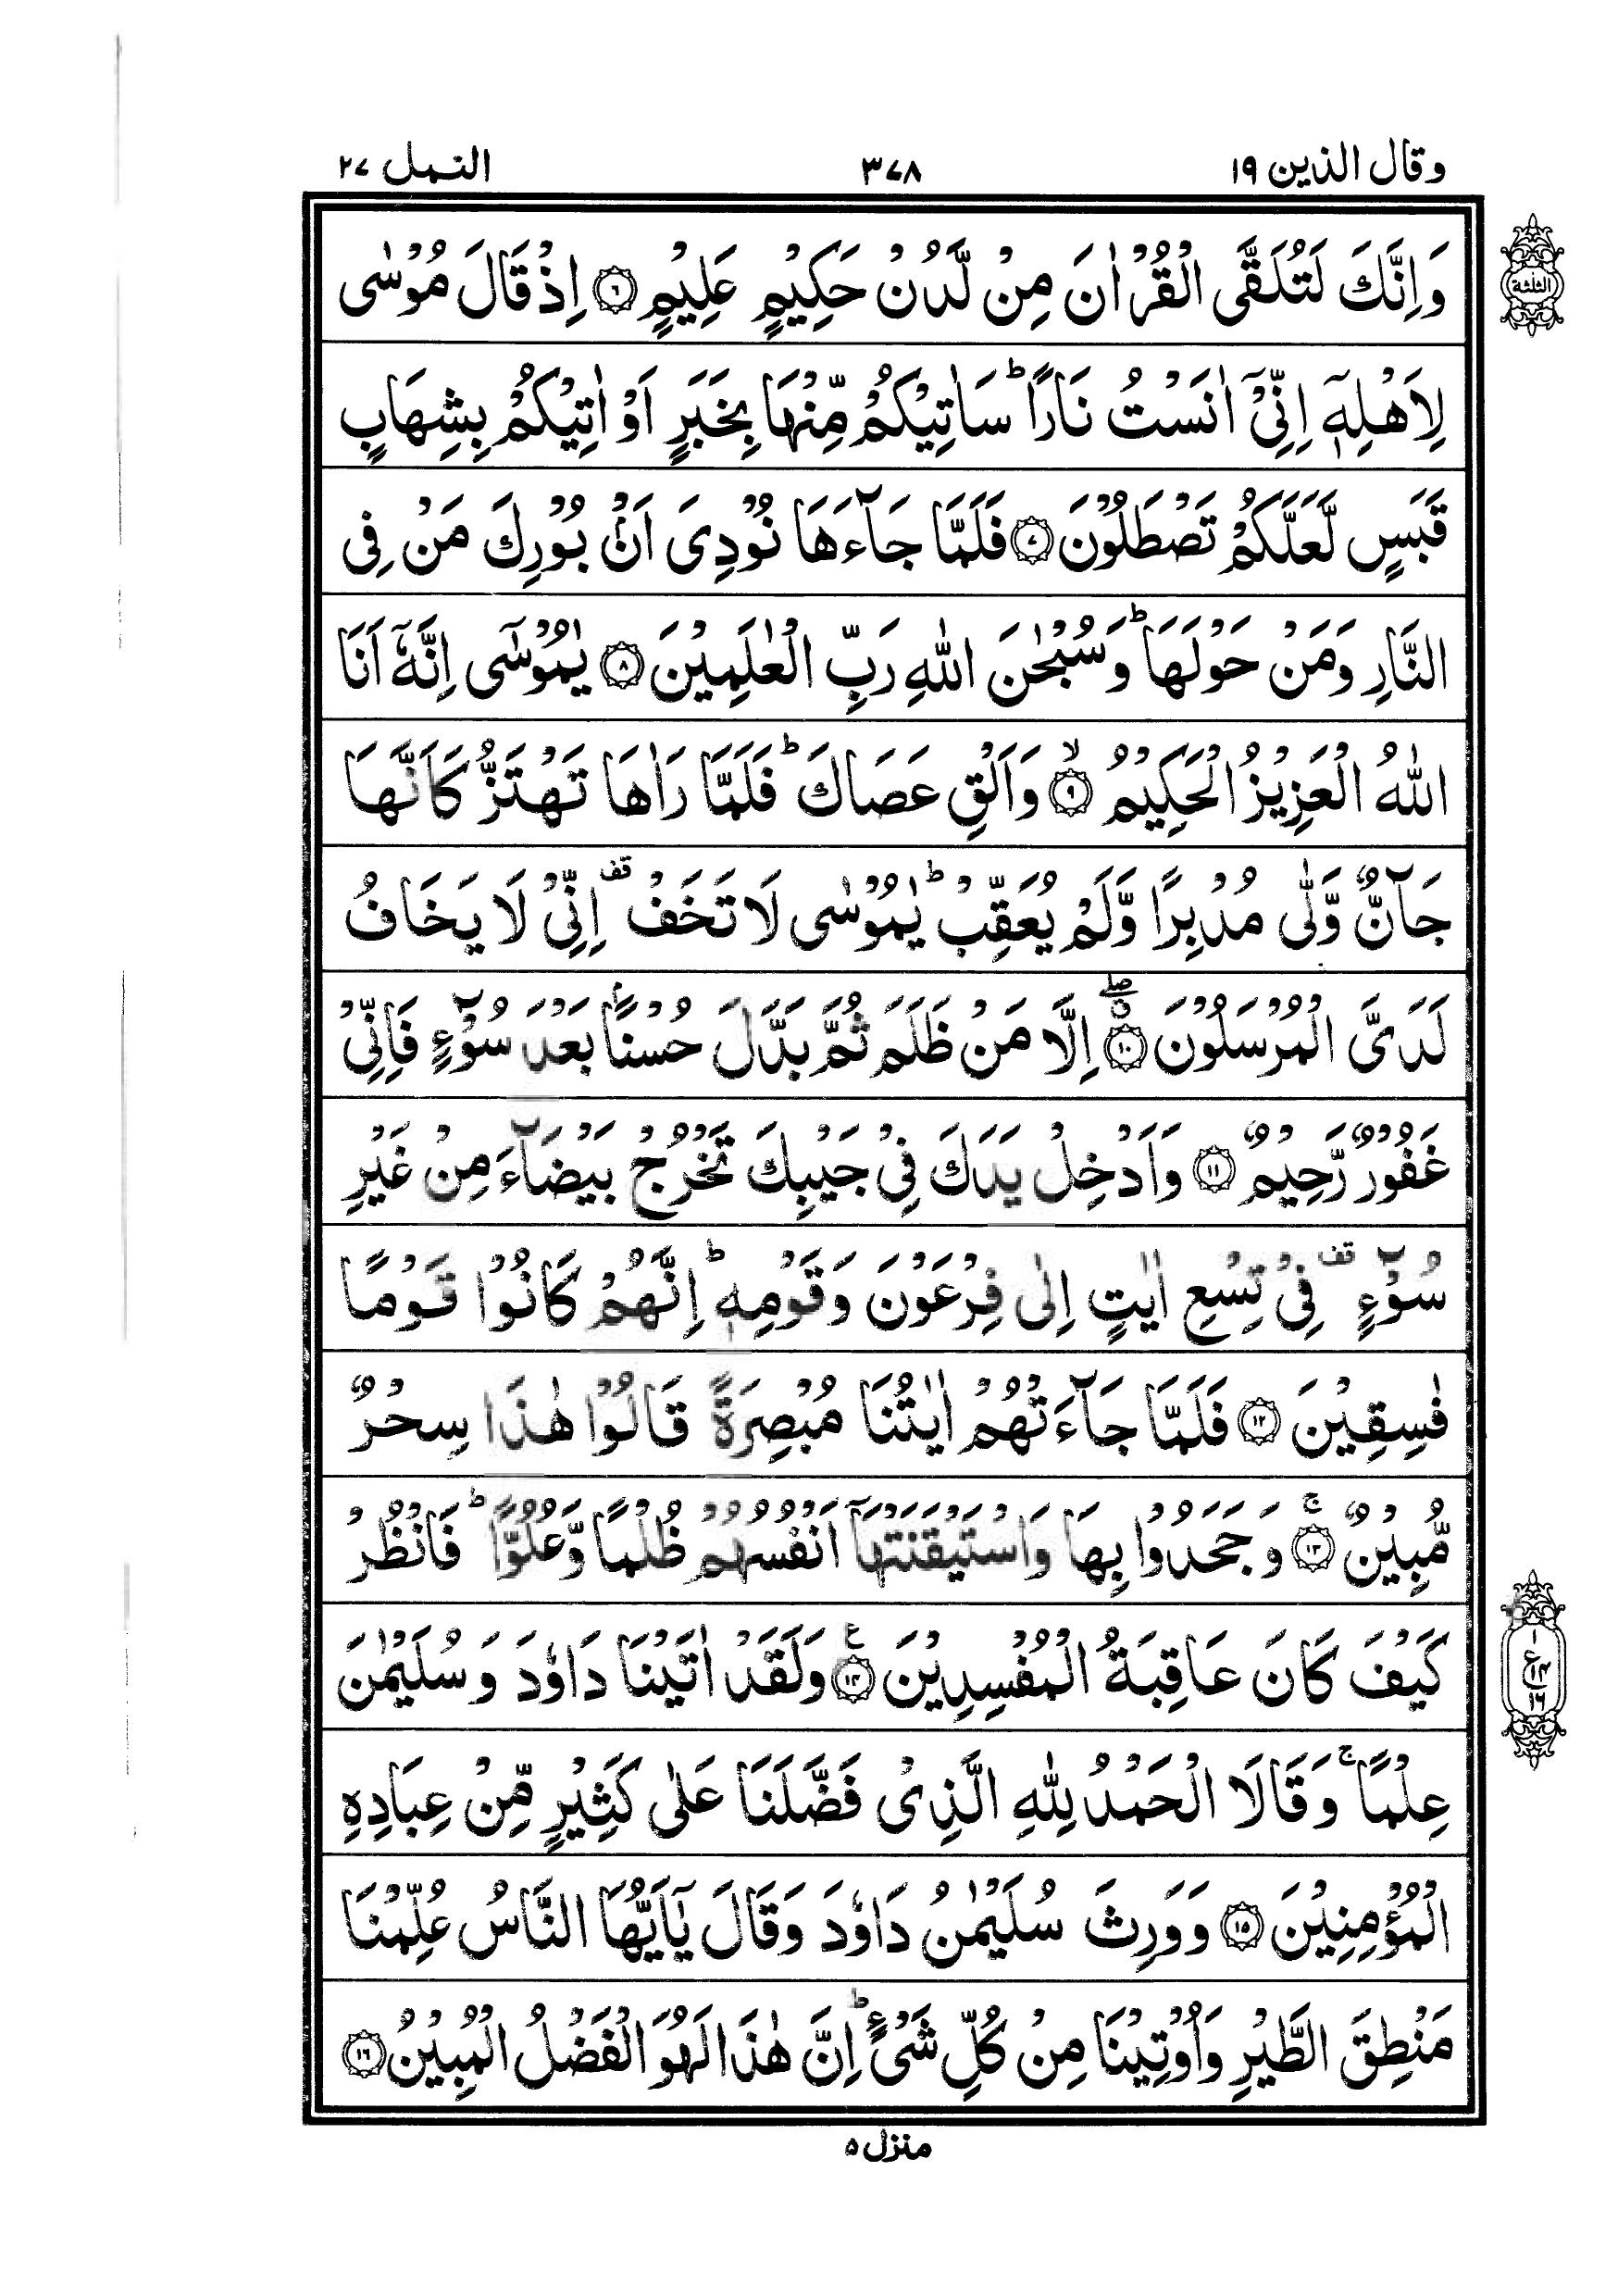 وقال الذين ١٩
٣٧٨
النمل ٢٧
وَاِنَّكَ لَتُلَقَّى الْقُرْاٰنَ مِنْ لَّدُنْ حَكِيْمٍ عَلِيْمٍ ۝٦ اِذْ قَالَ مُوْسٰى
الثلثة
لِاَهْلِهٖٓ اِنِّىْٓ اٰنَسْتُ نَارًا ؕ سَاٰتِيْكُمْ مِّنْهَا بِخَبَرٍ اَوْ اٰتِيْكُمْ بِشِهَابٍ
قَبَسٍ لَّعَلَّكُمْ تَصْطَلُوْنَ ۝٧ فَلَمَّا جَآءَهَا نُوْدِىَ اَنْۢ بُوْرِكَ مَنْ فِى
النَّارِ وَمَنْ حَوْلَهَا ؕ وَسُبْحٰنَ اللّٰهِ رَبِّ الْعٰلَمِيْنَ ۝٨ يٰمُوْسٰٓى اِنَّهٗٓ اَنَا
اللّٰهُ الْعَزِيْزُ الْحَكِيْمُ ۙ۝٩ وَاَلْقِ عَصَاكَ ؕ فَلَمَّا رَاٰهَا تَهْتَزُّ كَاَنَّهَا
جَآنٌّ وَّلّٰى مُدْبِرًا وَّلَمْ يُعَقِّبْ ؕ يٰمُوْسٰى لَا تَخَفْ قف اِنِّىْ لَا يَخَافُ
لَدَىَّ الْمُرْسَلُوْنَ ۖ۝١٠ اِلَّا مَنْ ظَلَمَ ثُمَّ بَدَّلَ حُسْنًۢا بَعْدَ سُوْٓءٍ فَاِنِّىْ
غَفُوْرٌ رَّحِيْمٌ ۝١١ وَاَدْخِلْ يَدَكَ فِىْ جَيْبِكَ تَخْرُجْ بَيْضَآءَ مِنْ غَيْرِ
سُوْٓءٍ قف فِىْ تِسْعِ اٰيٰتٍ اِلٰى فِرْعَوْنَ وَقَوْمِهٖ ؕ اِنَّهُمْ كَانُوْا قَوْمًا
فٰسِقِيْنَ ۝١٢ فَلَمَّا جَآءَتْهُمْ اٰيٰتُنَا مُبْصِرَةً قَالُوْا هٰذَا سِحْرٌ
مُّبِيْنٌ ۚ۝١٣ وَجَحَدُوْا بِهَا وَاسْتَيْقَنَتْهَآ اَنْفُسُهُمْ ظُلْمًا وَّعُلُوًّا ؕ فَانْظُرْ
كَيْفَ كَانَ عَاقِبَةُ الْمُفْسِدِيْنَ ۝١٤ ع وَلَقَدْ اٰتَيْنَا دَاوٗدَ وَسُلَيْمٰنَ
١
ع ١٤
١٦
عِلْمًا ۚ وَقَالَا الْحَمْدُ لِلّٰهِ الَّذِىْ فَضَّلَنَا عَلٰى كَثِيْرٍ مِّنْ عِبَادِهِ
الْمُؤْمِنِيْنَ ۝١٥ وَوَرِثَ سُلَيْمٰنُ دَاوٗدَ وَقَالَ يٰٓاَيُّهَا النَّاسُ عُلِّمْنَا
مَنْطِقَ الطَّيْرِ وَاُوْتِيْنَا مِنْ كُلِّ شَىْءٍ ؕ اِنَّ هٰذَا لَهُوَ الْفَضْلُ الْمُبِيْنُ ۝١٦
منزل ٥